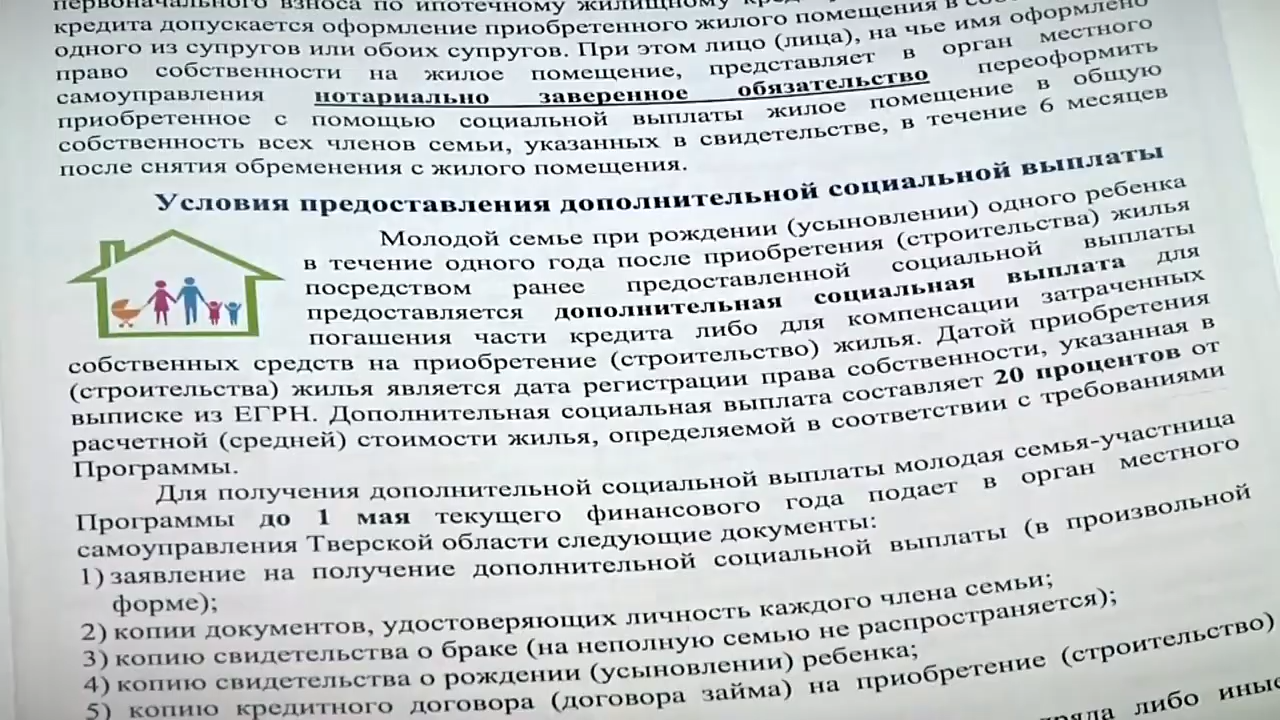 первоначального взноса по ипотечному жилищному
кредита допускается оформление приобретенного жилого помещения в
одного из супругов или обоих супругов. При этом лицо (лица), на чье имя оформлено
право собственности на жилое помещение, представляет в орган местного
самоуправления нотариально заверенное обязательство переоформить
приобретенное с помощью социальной выплаты жилое помещение в общую
собственность всех членов семьи, указанных в свидетельстве, в течение 6 месяцев
после снятия обременения с жилого помещения.
Условия предоставления дополнительной социальной выплаты
Молодой семье при рождении (усыновлении) одного ребенка
в течение одного года после приобретения (строительства) жилья
посредством ранее предоставленной социальной выплаты
предоставляется дополнительная социальная выплата для
погашения части кредита либо для компенсации затраченных
собственных средств на приобретение (строительство) жилья. Датой приобретения
(строительства) жилья является дата регистрации права собственности, указанная в
выписке из ЕГРН. Дополнительная социальная выплата составляет 20 процентов от
расчетной (средней) стоимости жилья, определяемой в соответствии с требованиями
Программы.
Для получения дополнительной социальной выплаты молодая семья-участница
Программы до 1 мая текущего финансового года подает в орган местного
самоуправления Тверской области следующие документы:
1) заявление на получение дополнительной социальной выплаты (в произвольной
форме);
2) копии документов, удостоверяющих личность каждого члена семьи;
3) копию свидетельства о браке (на неполную семью не распространяется);
4) копию свидетельства о рождении (усыновлении) ребенка;
5) копию кредитного договора (договора займа) на приобретение (строительство)
либо иные